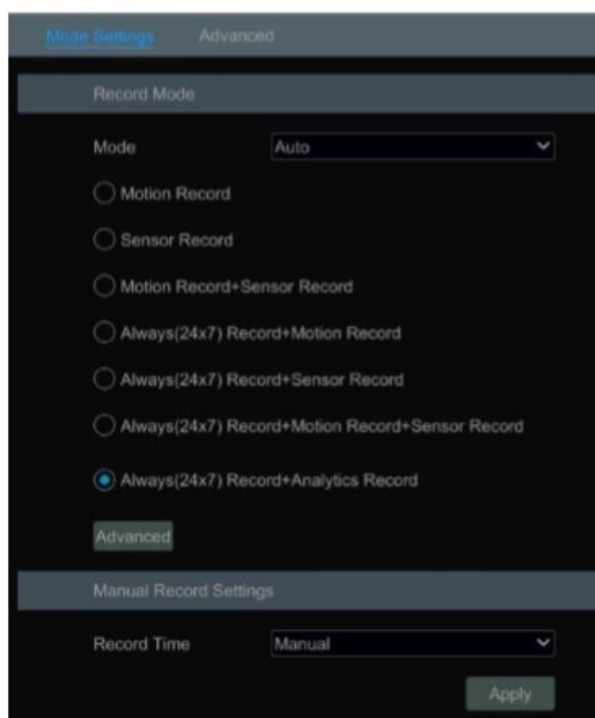 Mode Settings Advanced
Record Mode
Mode Auto
Motion Record
Sensor Record
Motion Record+Sensor Record
Always(24x7) Record+Motion Record
Always(24x7) Record+Sensor Record
Always(24x7) Record+Motion Record+Sensor Record
Always(24x7) Record+Analytics Record
Advanced
Manual Record Settings
Record Time Manual
Apply